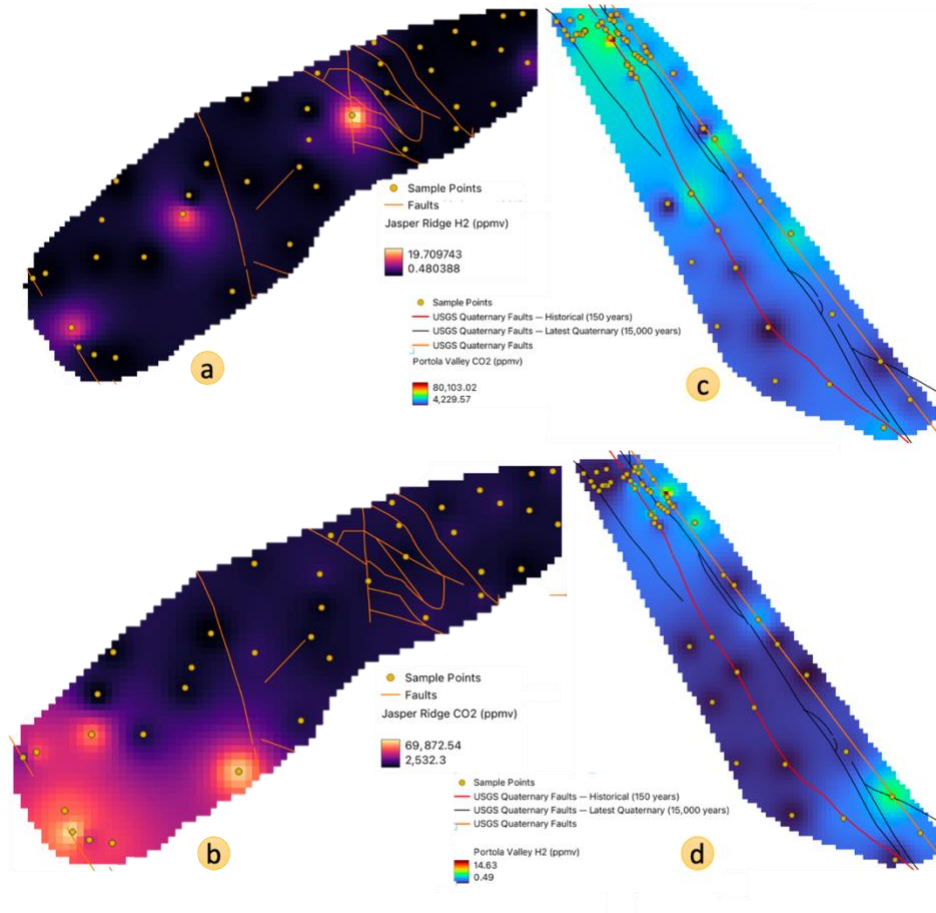 Sample Points
Faults
Jasper Ridge H2 (ppmv)
19.709743
0.480388
a
Sample Points
USGS Quaternary Faults — Historical (150 years)
USGS Quaternary Faults — Latest Quaternary (15,000 years)
USGS Quaternary Faults
Portola Valley CO2 (ppmv)
80,103.02
4,229.57
c
Sample Points
Faults
Jasper Ridge CO2 (ppmv)
69,872.54
2,532.3
b
Sample Points
USGS Quaternary Faults — Historical (150 years)
USGS Quaternary Faults — Latest Quaternary (15,000 years)
USGS Quaternary Faults
Portola Valley H2 (ppmv)
14.63
0.49
d